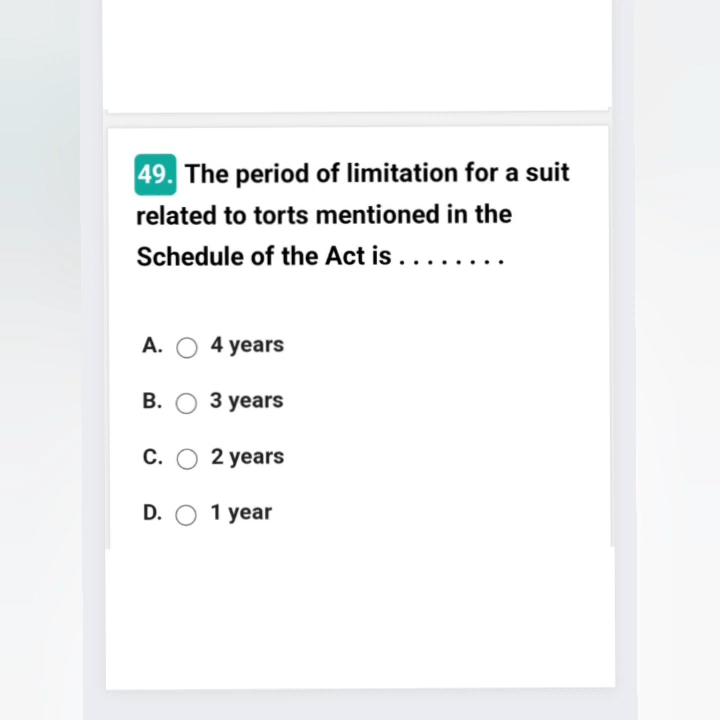 49. The period of limitation for a suit
related to torts mentioned in the
Schedule of the Act is . . . . . . . .
A. 4 years
B. 3 years
C. 2 years
D. 1 year